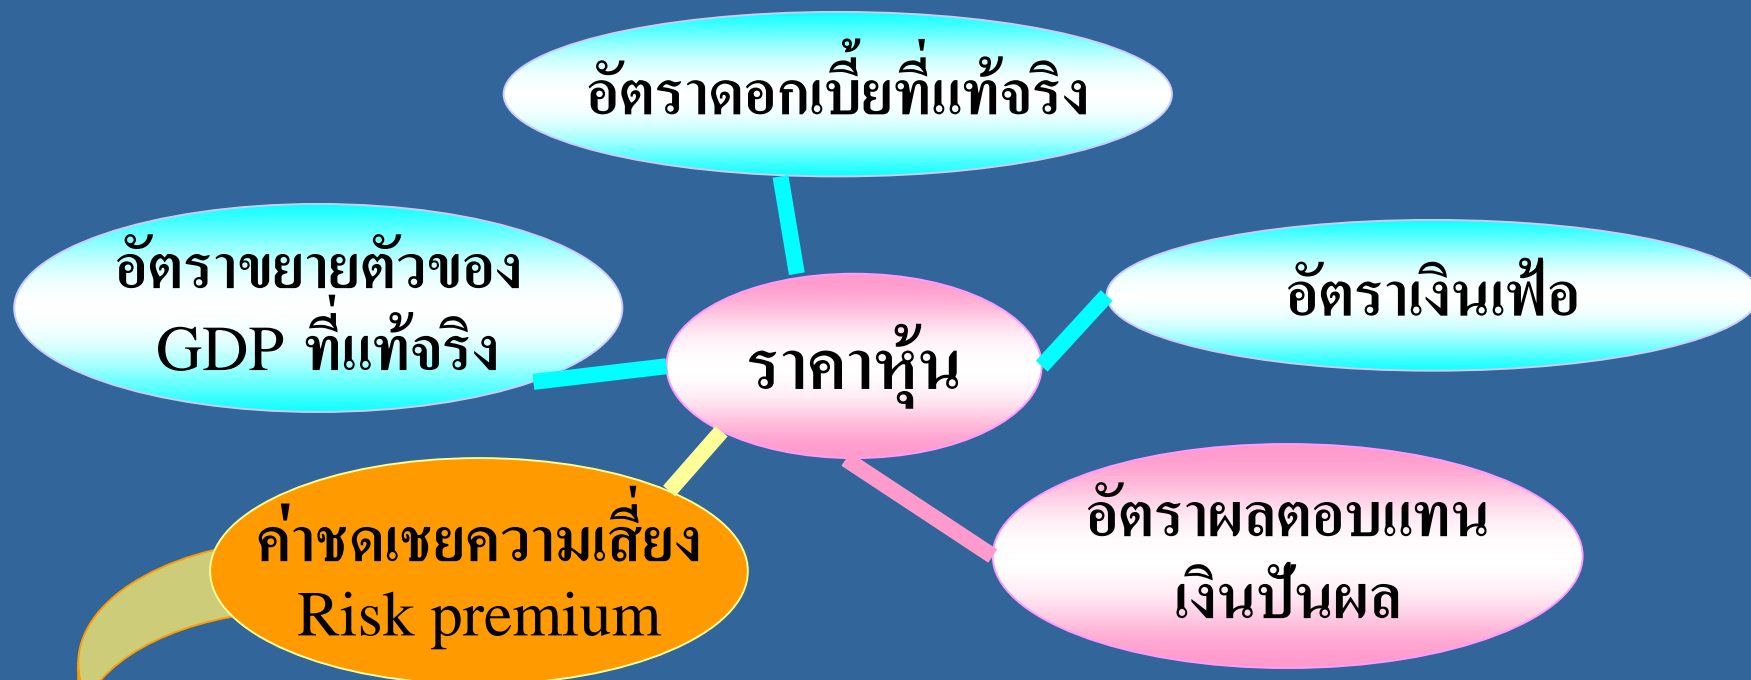 อัตราดอกเบี้ยที่แท้จริง
อัตราขยายตัวของ
GDP ที่แท้จริง
อัตราเงินเฟ้อ
ราคาหุ้น
ค่าชดเชยความเสี่ยง
Risk premium
อัตราผลตอบแทน
เงินปันผล